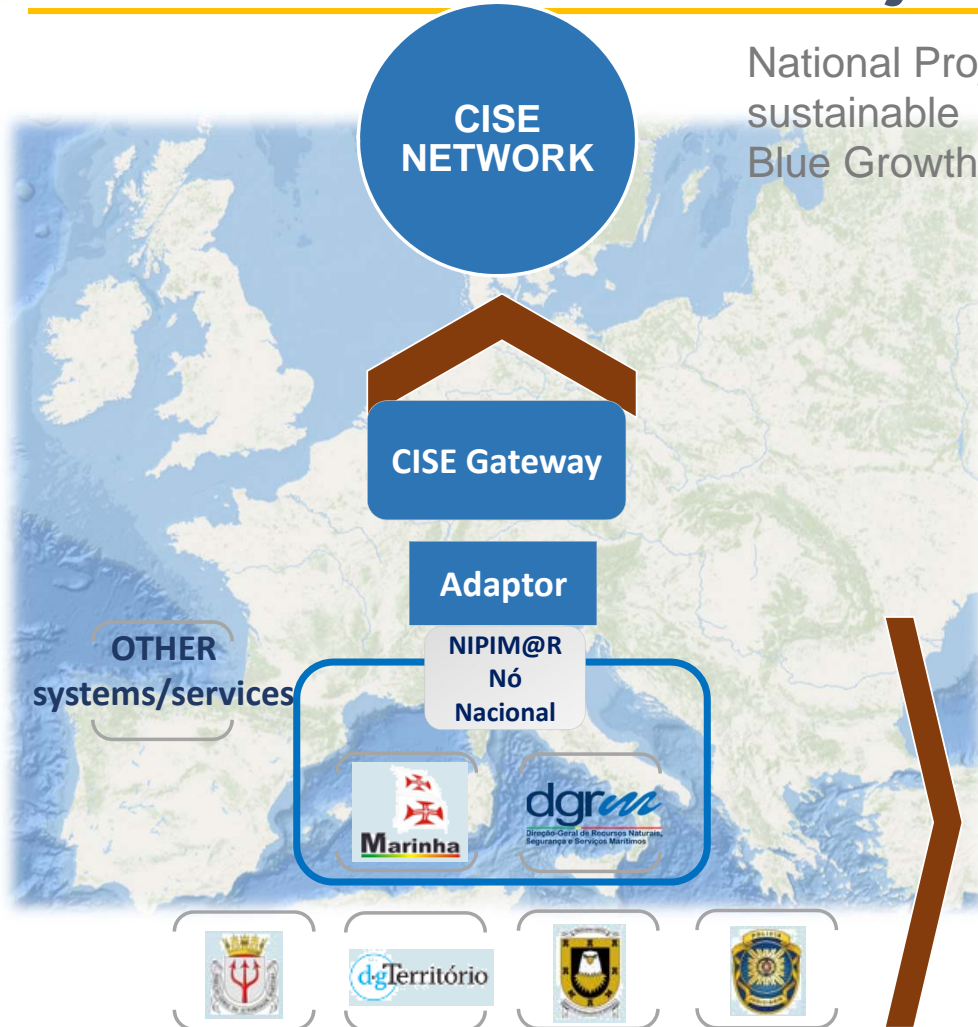 National Pro
sustainable
Blue Growth
CISE
NETWORK
CISE Gateway
Adaptor
NIPIM@R
Nó
Nacional
OTHER
systems/services
Marinha
dgrm
Direção-Geral de Recursos Naturais,
Segurança e Serviços Marítimos
dgTerritório